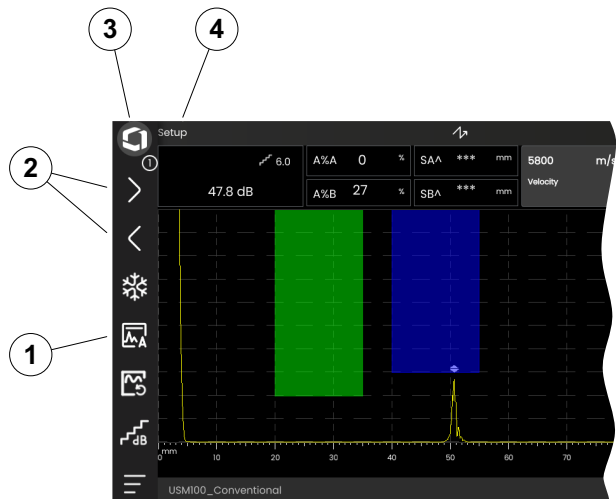 3 4
Setup
1
2
6.0 A%A 0 % SA^ *** mm 5800 m/s
47.8 dB A%B 27 % SB^ *** mm Velocity
A
1
dB
mm
0 10 20 30 40 50 60 70
USM100_Conventional